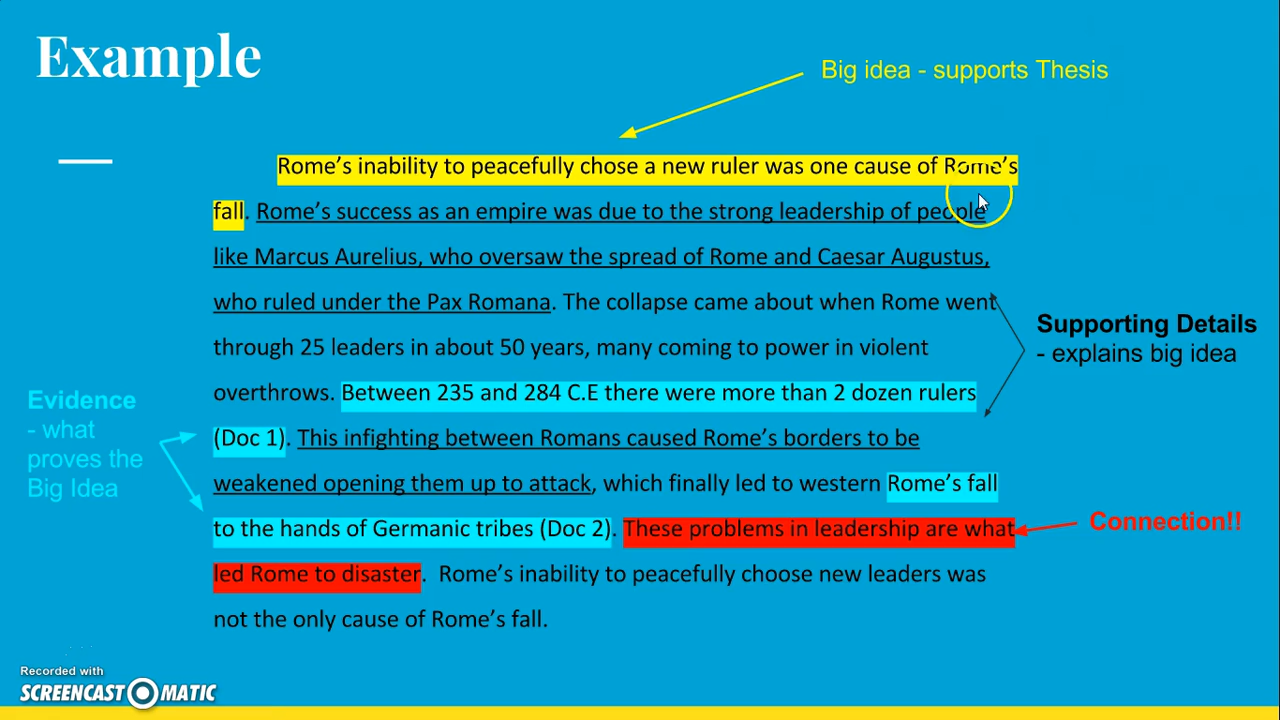 Example
Big idea - supports Thesis
Rome’s inability to peacefully chose a new ruler was one cause of Rome’s
fall. Rome’s success as an empire was due to the strong leadership of people
like Marcus Aurelius, who oversaw the spread of Rome and Caesar Augustus,
who ruled under the Pax Romana. The collapse came about when Rome went
through 25 leaders in about 50 years, many coming to power in violent
overthrows. Between 235 and 284 C.E there were more than 2 dozen rulers
(Doc 1). This infighting between Romans caused Rome’s borders to be
weakened opening them up to attack, which finally led to western Rome’s fall
to the hands of Germanic tribes (Doc 2). These problems in leadership are what
led Rome to disaster.  Rome’s inability to peacefully choose new leaders was
not the only cause of Rome’s fall.
Supporting Details
- explains big idea
Evidence
- what
proves the
Big Idea
Connection!!
Recorded with
SCREENCAST MATIC